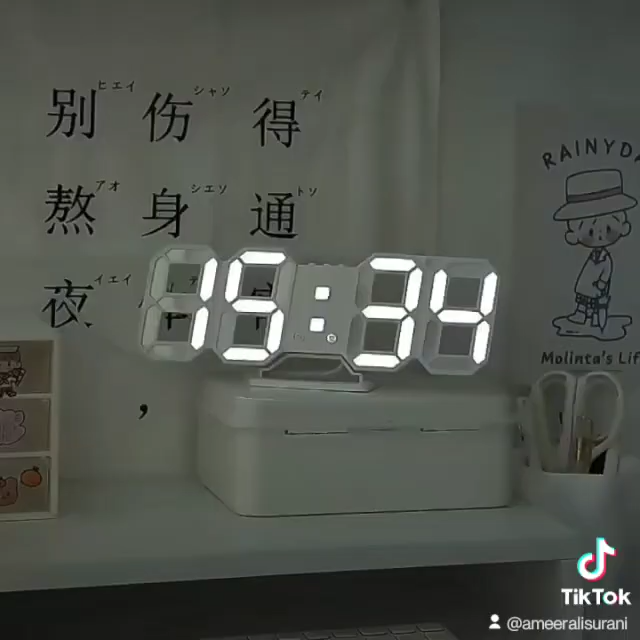 别ヒエイ熬アオ夜イエイ、
伤シャソ身シエソ
，
得テイ通トソ
15:34
RAINYDA
Molinta's Lif
TikTok
@ameeralisurani